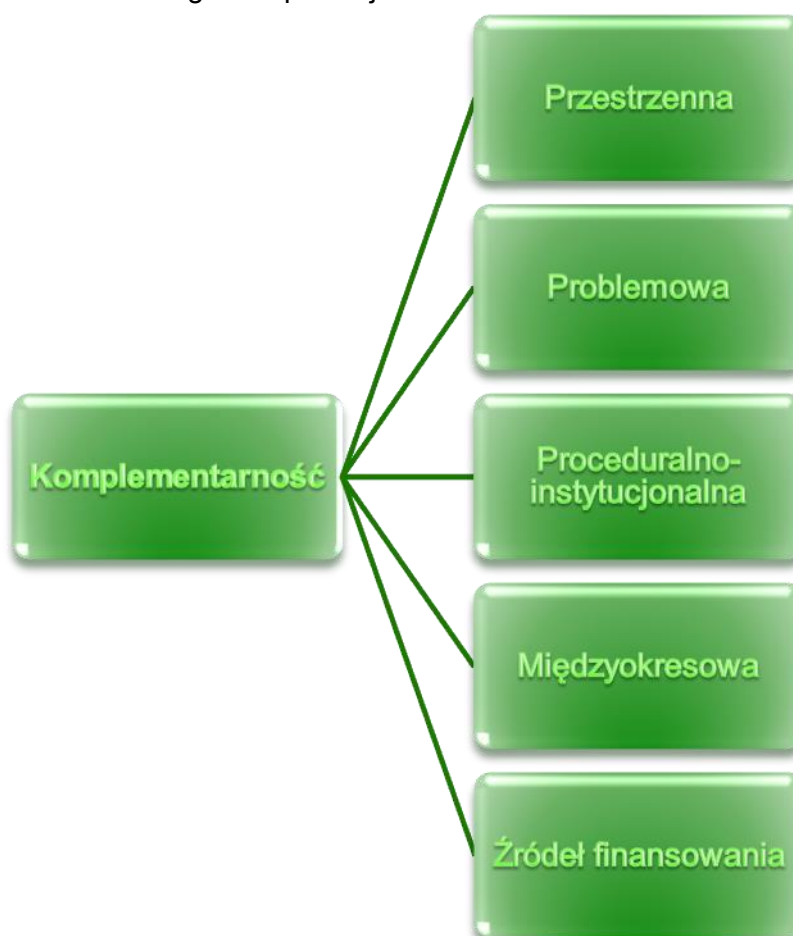 Przestrzenna
Problemowa
Komplementarność
Proceduralno-
instytucjonalna
Międzyokresowa
Źródeł finansowania